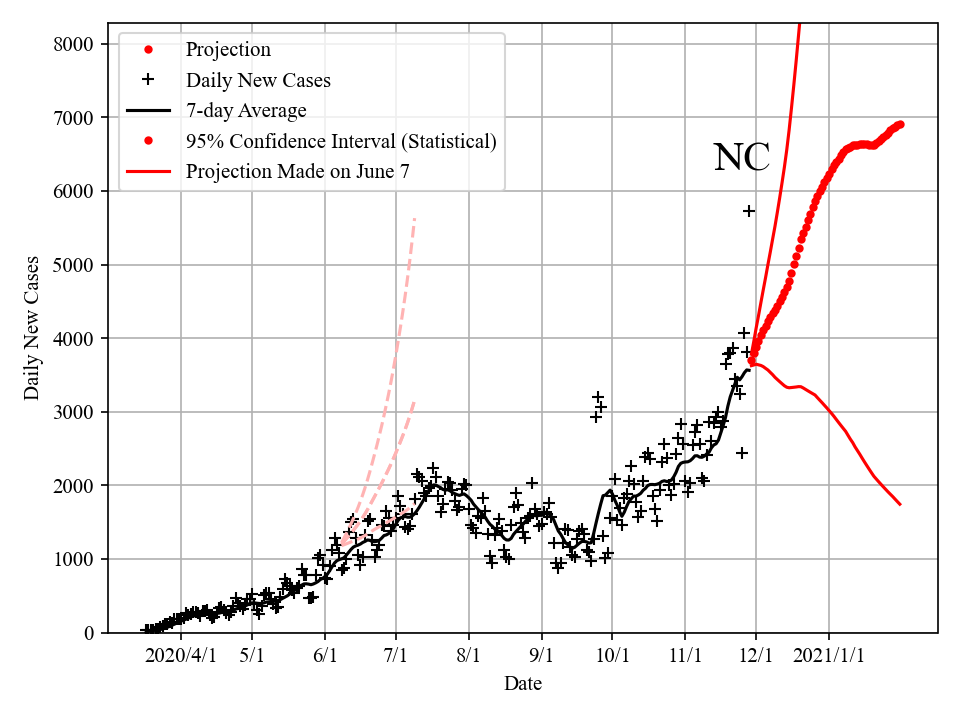 8000
7000
6000
5000
4000
3000
2000
1000
0
Daily New Cases
Projection
Daily New Cases
7-day Average
95% Confidence Interval (Statistical)
Projection Made on June 7
NC
2020/4/1 5/1 6/1 7/1 8/1 9/1 10/1 11/1 12/1 2021/1/1
Date